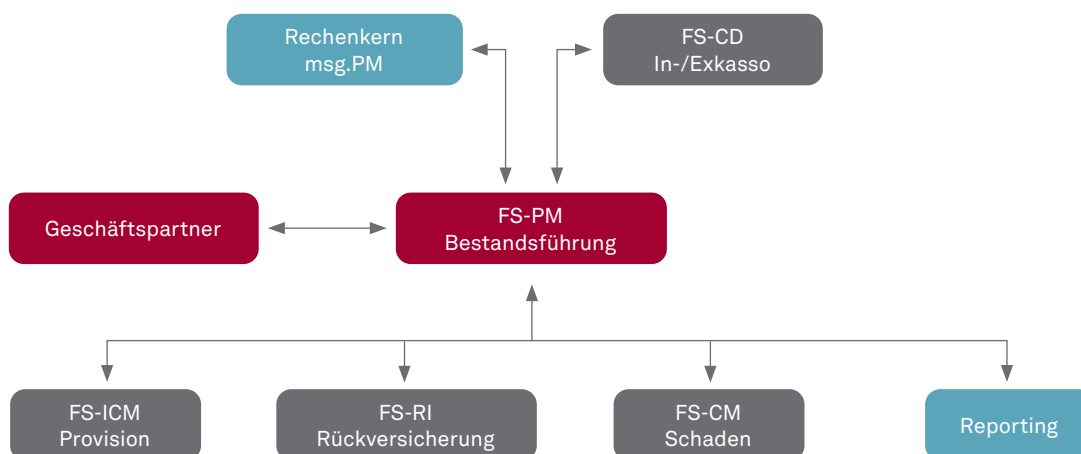 Rechenkern
msg.PM
FS-CD
In-/Exkasso
Geschäftspartner
FS-PM
Bestandsführung
FS-ICM
Provision
FS-RI
Rückversicherung
FS-CM
Schaden
Reporting